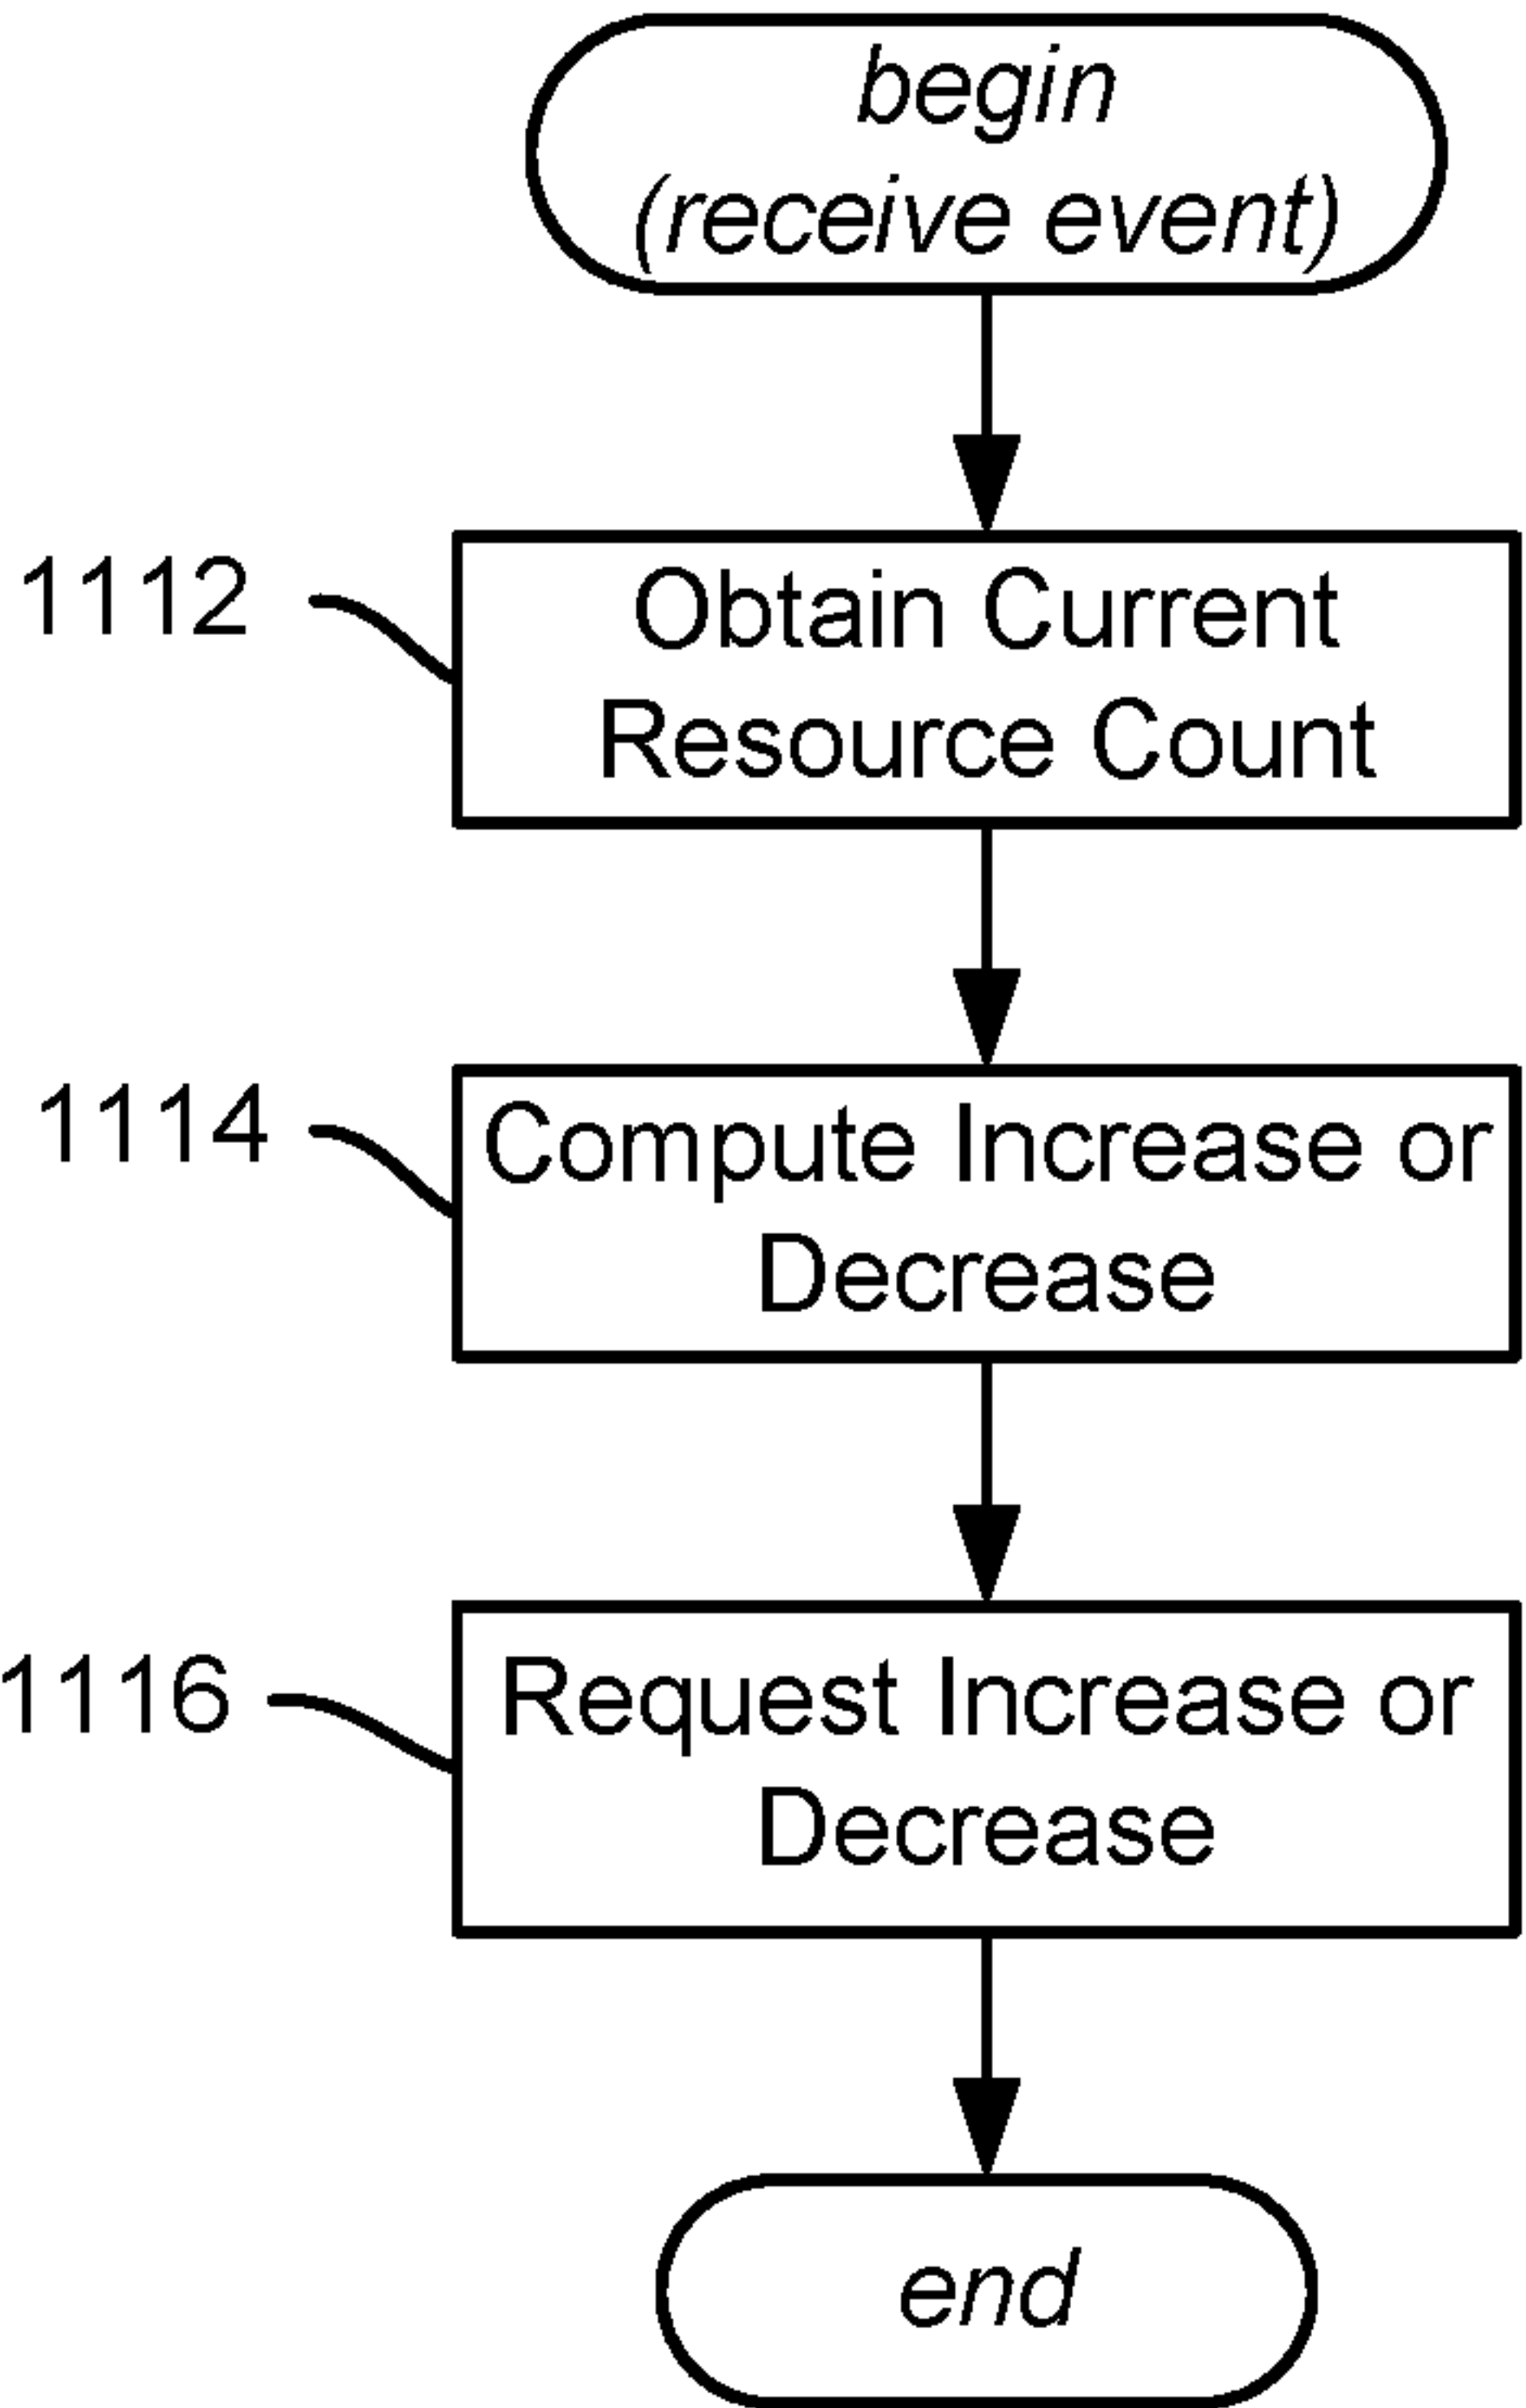 begin
(receive event)
1112
Obtain Current
Resource Count
1114
Compute Increase or
Decrease
1116
Request Increase or
Decrease
end